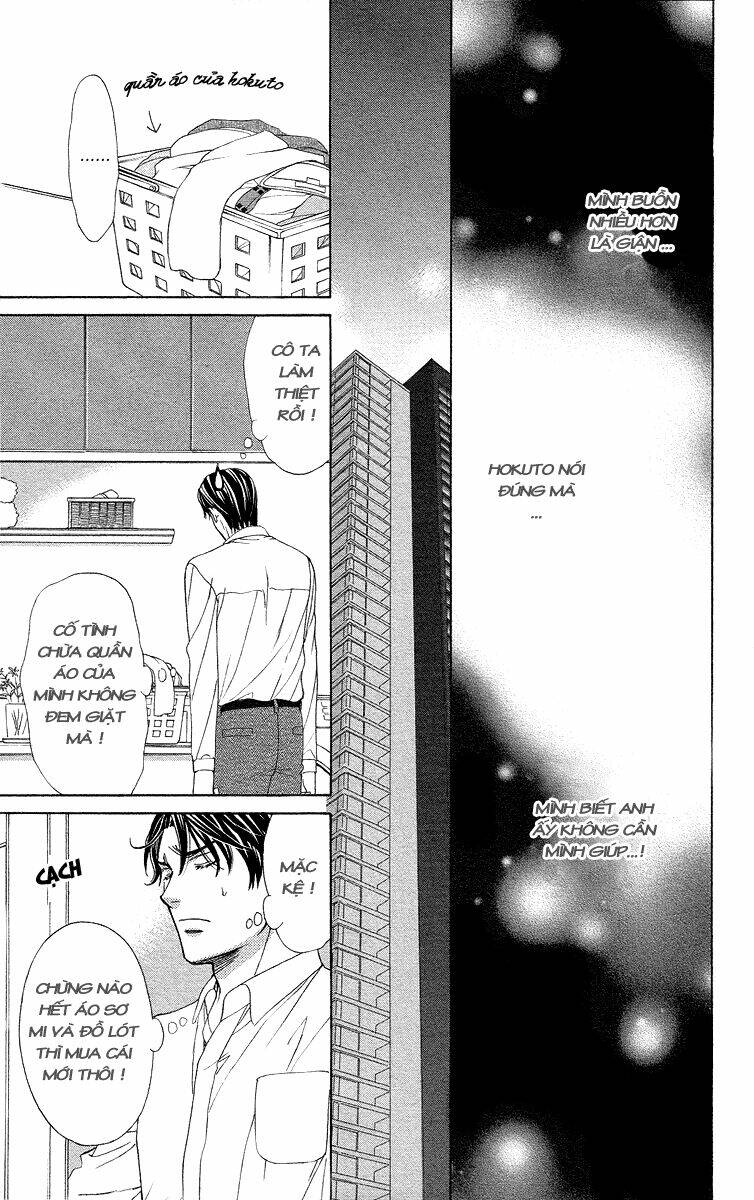 MÌNH BUỒN
NHIỀU HƠN
LÀ GIẬN ...
HOKUTO NÓI
ĐÚNG MÀ
...
MÌNH BIẾT ANH
ẤY KHÔNG CẦN
MÌNH GIÚP...!
quần áo của hokuto
......
CÔ TA
LÀM
THIỆT
RỒI !
CỐ TÌNH
CHỪA QUẦN
ÁO CỦA
MÌNH KHÔNG
ĐEM GIẶT
MÀ !
MẶC
KỆ !
CẠCH
CHỪNG NÀO
HẾT ÁO SƠ
MI VÀ ĐỒ LÓT
THÌ MUA CÁI
MỚI THÔI !